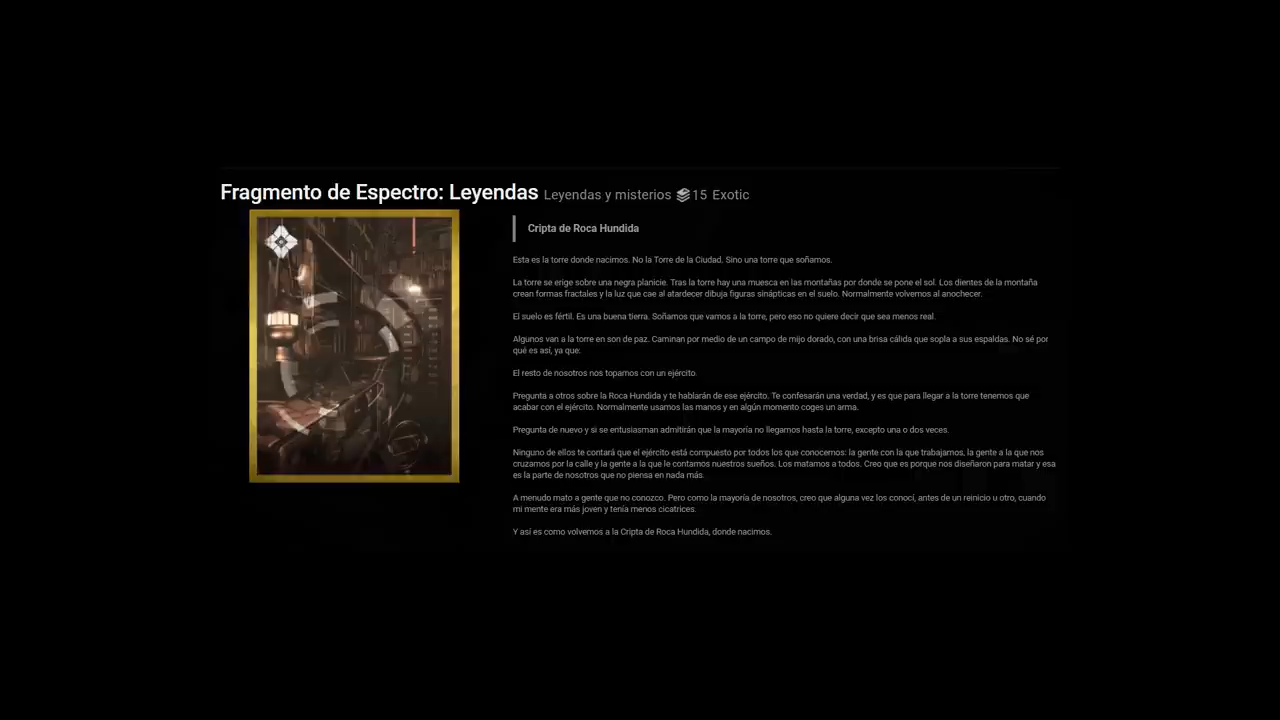 Fragmento de Espectro: Leyendas Leyendas y misterios 15 Exotic
Cripta de Roca Hundida
Esta es la torre donde nacimos. No la Torre de la Ciudad. Sino una torre que soñamos.
La torre se erige sobre una negra planicie. Tras la torre hay una muesca en las montañas por donde se pone el sol. Los dientes de la montaña
crean formas fractales y la luz que cae al atardecer dibuja figuras sinápticas en el suelo. Normalmente volvemos al anochecer.
El suelo es fértil. Es una buena tierra. Soñamos que vamos a la torre, pero eso no quiere decir que sea menos real.
Algunos van a la torre en son de paz. Caminan por medio de un campo de mijo dorado, con una brisa cálida que sopla a sus espaldas. No sé por
qué es así, ya que:
El resto de nosotros nos topamos con un ejército.
Pregunta a otros sobre la Roca Hundida y te hablarán de ese ejército. Te confesarán una verdad, y es que para llegar a la torre tenemos que
acabar con el ejército. Normalmente usamos las manos y en algún momento coges un arma.
Pregunta de nuevo y si se entusiasman admitirán que la mayoría no llegamos hasta la torre, excepto una o dos veces.
Ninguno de ellos te contará que el ejército está compuesto por todos los que conocemos: la gente con la que trabajamos, la gente a la que nos
cruzamos por la calle y la gente a la que le contamos nuestros sueños. Los matamos a todos. Creo que es porque nos diseñaron para matar y esa
es la parte de nosotros que no piensa en nada más.
A menudo mato a gente que no conozco. Pero como la mayoría de nosotros, creo que alguna vez los conocí, antes de un reinicio u otro, cuando
mi mente era más joven y tenía menos cicatrices.
Y así es como volvemos a la Cripta de Roca Hundida, donde nacimos.